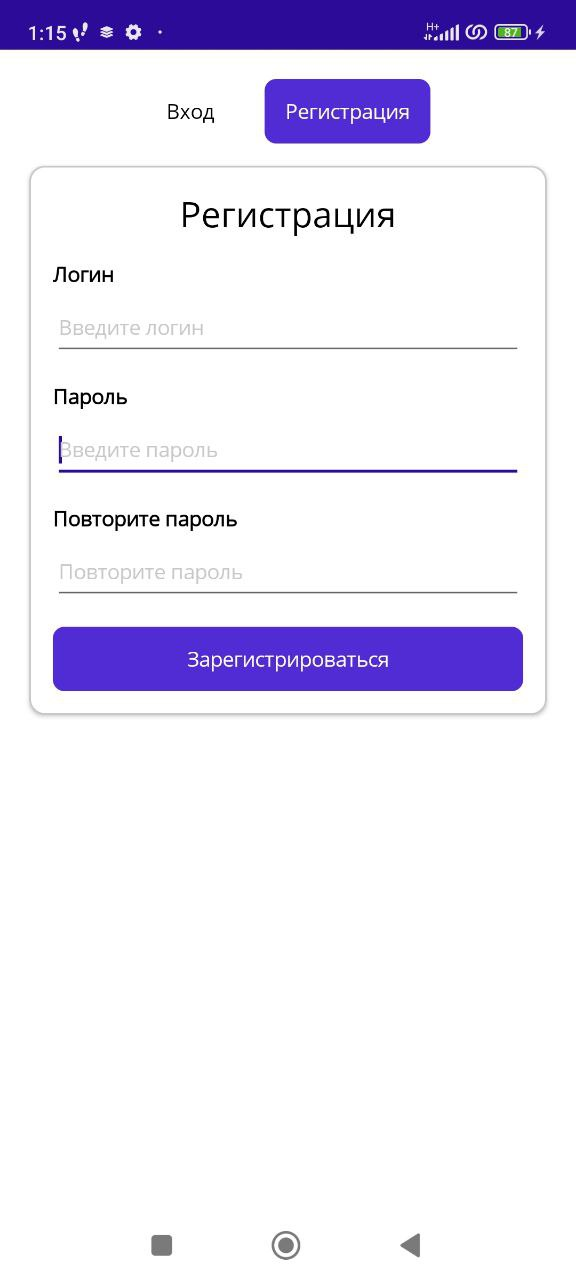 1:15 H+ 87
Вход Регистрация
Регистрация
Логин
Введите логин
Пароль
Введите пароль
Повторите пароль
Повторите пароль
Зарегистрироваться